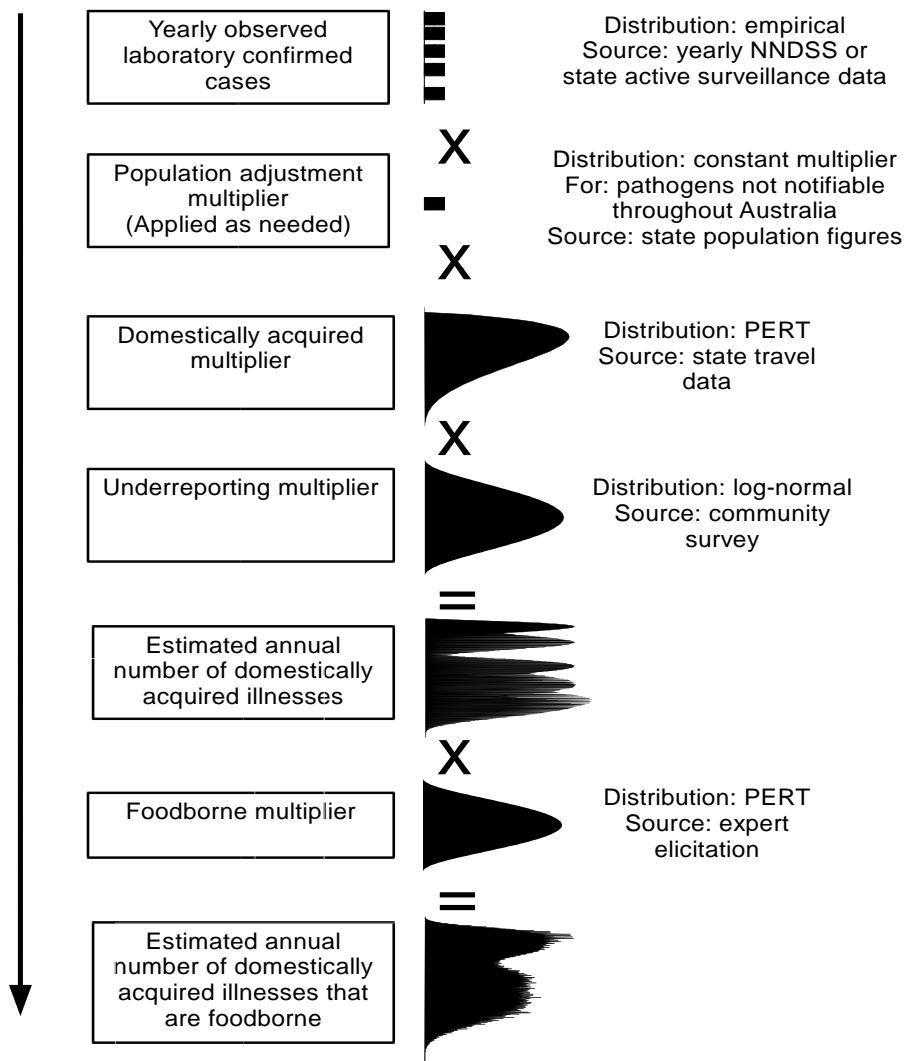 Yearly observed
laboratory confirmed
cases
Distribution: empirical
Source: yearly NNDSS or
state active surveillance data
X
Population adjustment
multiplier
(Applied as needed)
Distribution: constant multiplier
For: pathogens not notifiable
throughout Australia
Source: state population figures
X
Domestically acquired
multiplier
Distribution: PERT
Source: state travel
data
X
Underreporting multiplier
Distribution: log-normal
Source: community
survey
=
Estimated annual
number of domestically
acquired illnesses
X
Foodborne multiplier
Distribution: PERT
Source: expert
elicitation
=
Estimated annual
number of domestically
acquired illnesses that
are foodborne